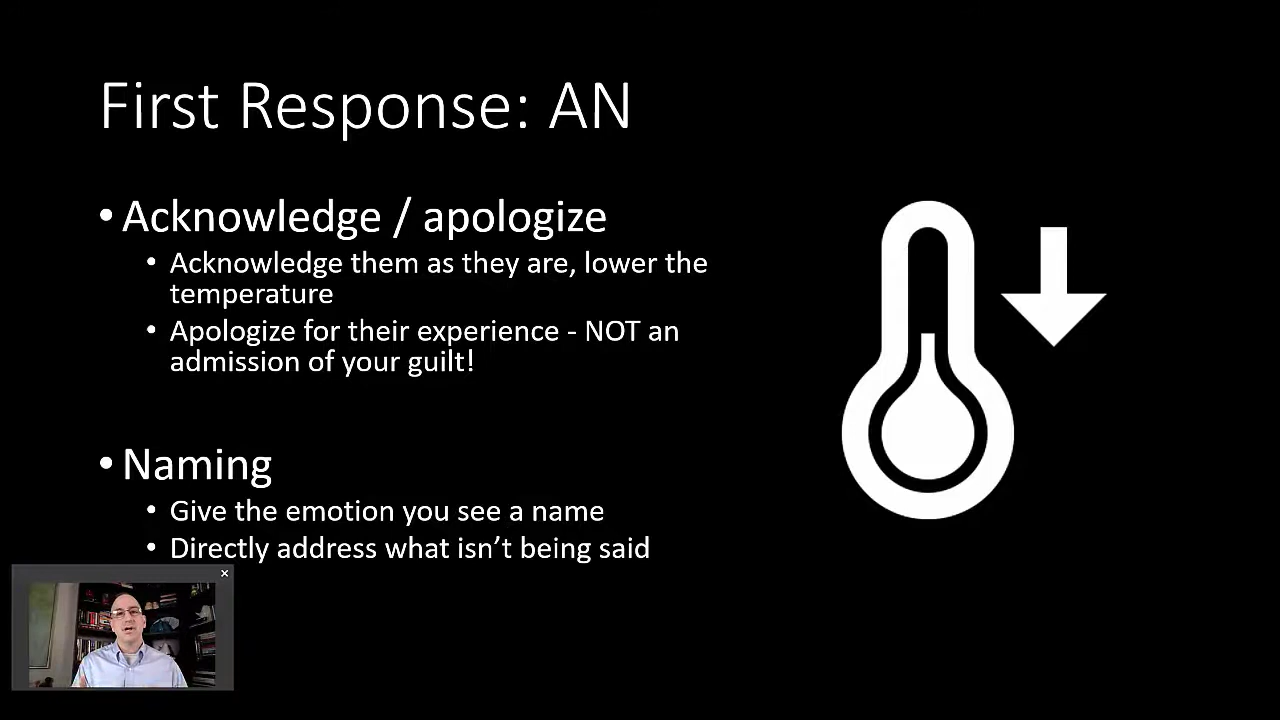 First Response: AN
• Acknowledge / apologize
• Acknowledge them as they are, lower the
temperature
• Apologize for their experience - NOT an
admission of your guilt!
• Naming
• Give the emotion you see a name
• Directly address what isn’t being said